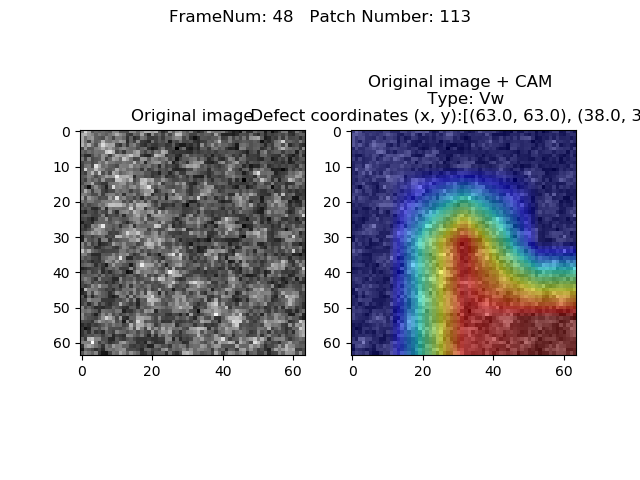 FrameNum: 48   Patch Number: 113
Original image + CAM
Type: Vw
Original image
Defect coordinates (x, y):[(63.0, 63.0), (38.0, 3
0
10
20
30
40
50
60
0 20 40 60
0
10
20
30
40
50
60
0 20 40 60